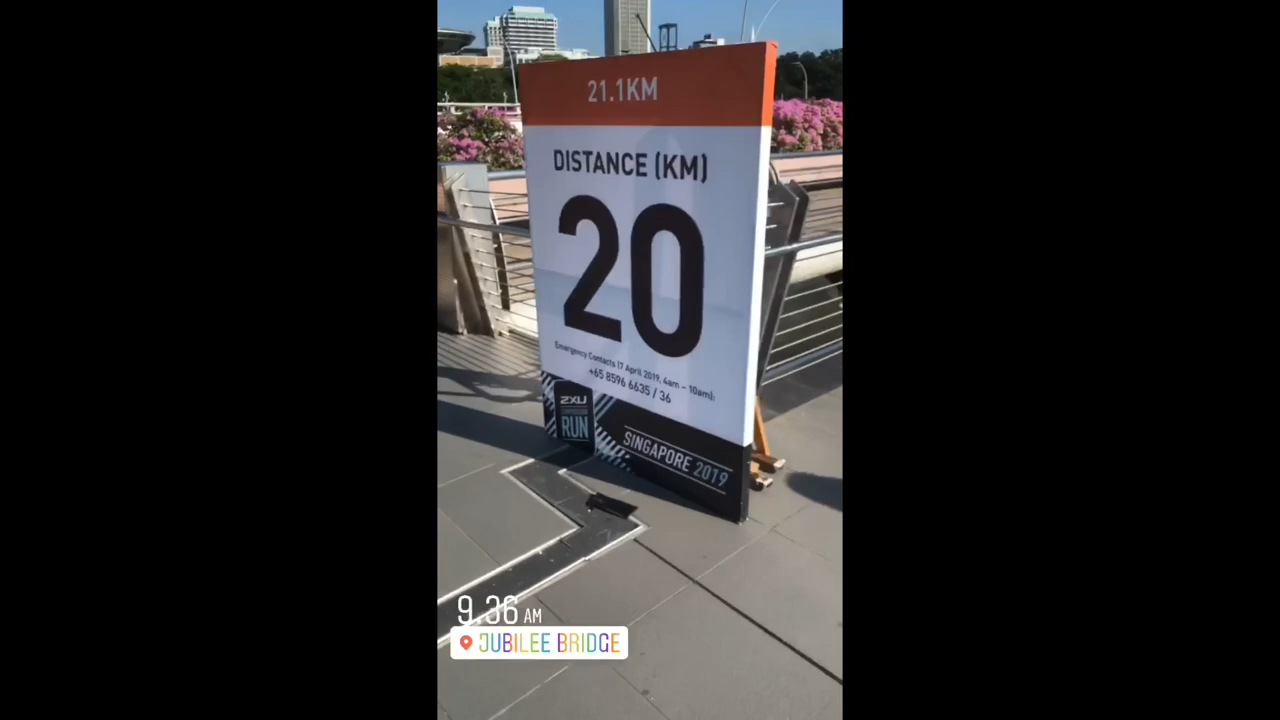 21.1KM
DISTANCE (KM)
20
Emergency Contacts (7 April 2019, 4am - 10am):
+65 8596 6635 / 36
2XU
RUN
SINGAPORE 2019
9.36 AM
JUBILEE BRIDGE